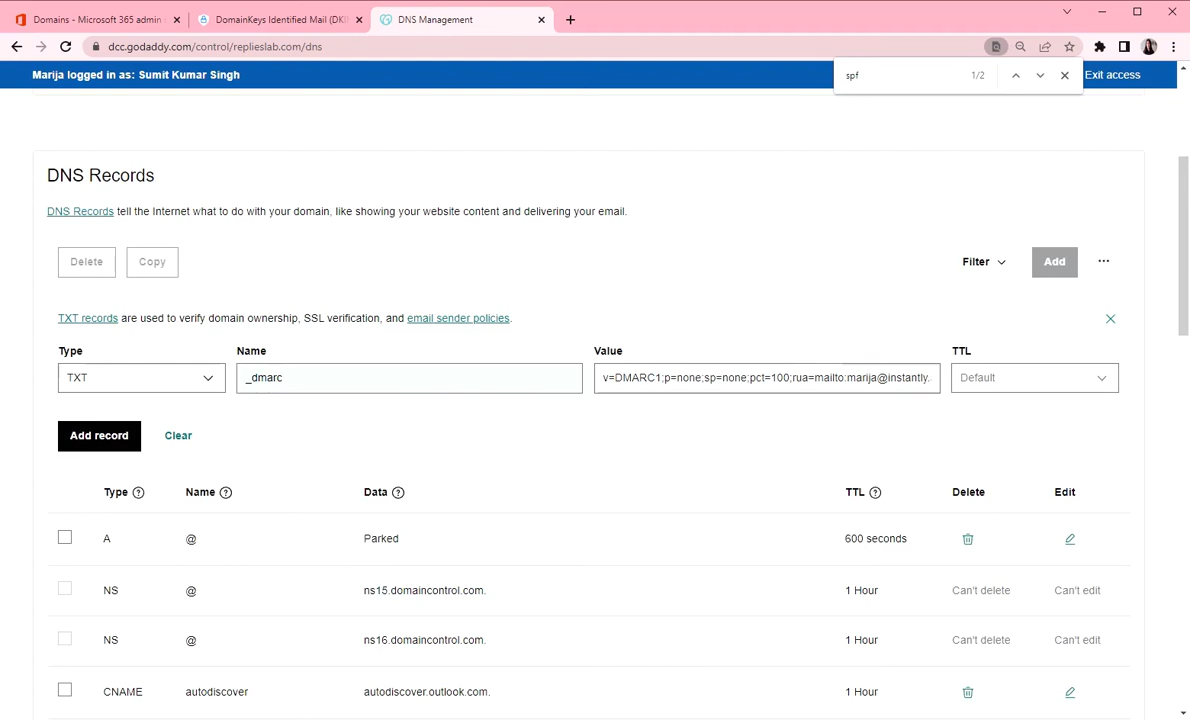 Domains - Microsoft 365 admin
DomainKeys Identified Mail (DKI
DNS Management
dcc.godaddy.com/control/replieslab.com/dns
Marija logged in as: Sumit Kumar Singh
spf
1/2
Exit access
DNS Records
DNS Records tell the Internet what to do with your domain, like showing your website content and delivering your email.
Delete
Copy
Filter
Add
TXT records are used to verify domain ownership, SSL verification, and email sender policies.
Type Name Value TTL
TXT _dmarc v=DMARC1;p=none;sp=none;pct=100;rua=mailto:marija@instantly. Default
Add record
Clear
Type Name Data TTL Delete Edit
A @ Parked 600 seconds
NS @ ns15.domaincontrol.com. 1 Hour Can't delete Can't edit
NS @ ns16.domaincontrol.com. 1 Hour Can't delete Can't edit
CNAME autodiscover autodiscover.outlook.com. 1 Hour